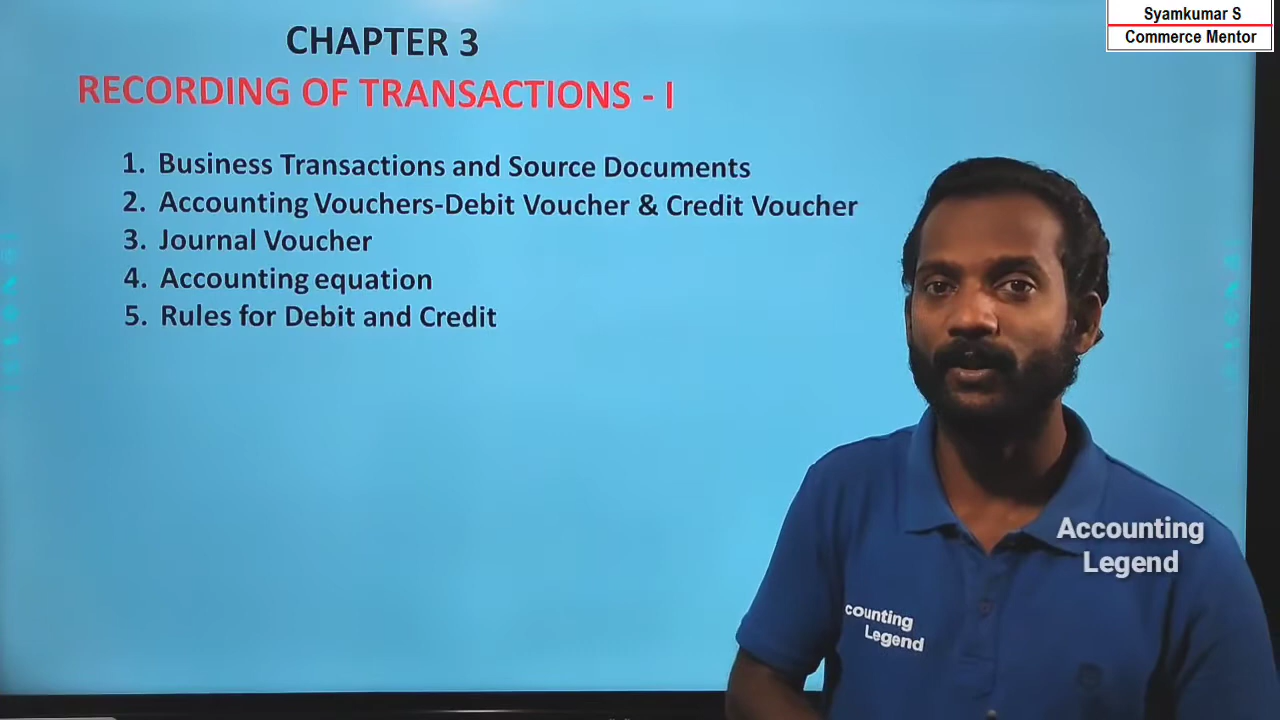 Syamkumar S
Commerce Mentor
CHAPTER 3
RECORDING OF TRANSACTIONS - I
1. Business Transactions and Source Documents
2. Accounting Vouchers-Debit Voucher & Credit Voucher
3. Journal Voucher
4. Accounting equation
5. Rules for Debit and Credit
Accounting
Legend
counting
Legend